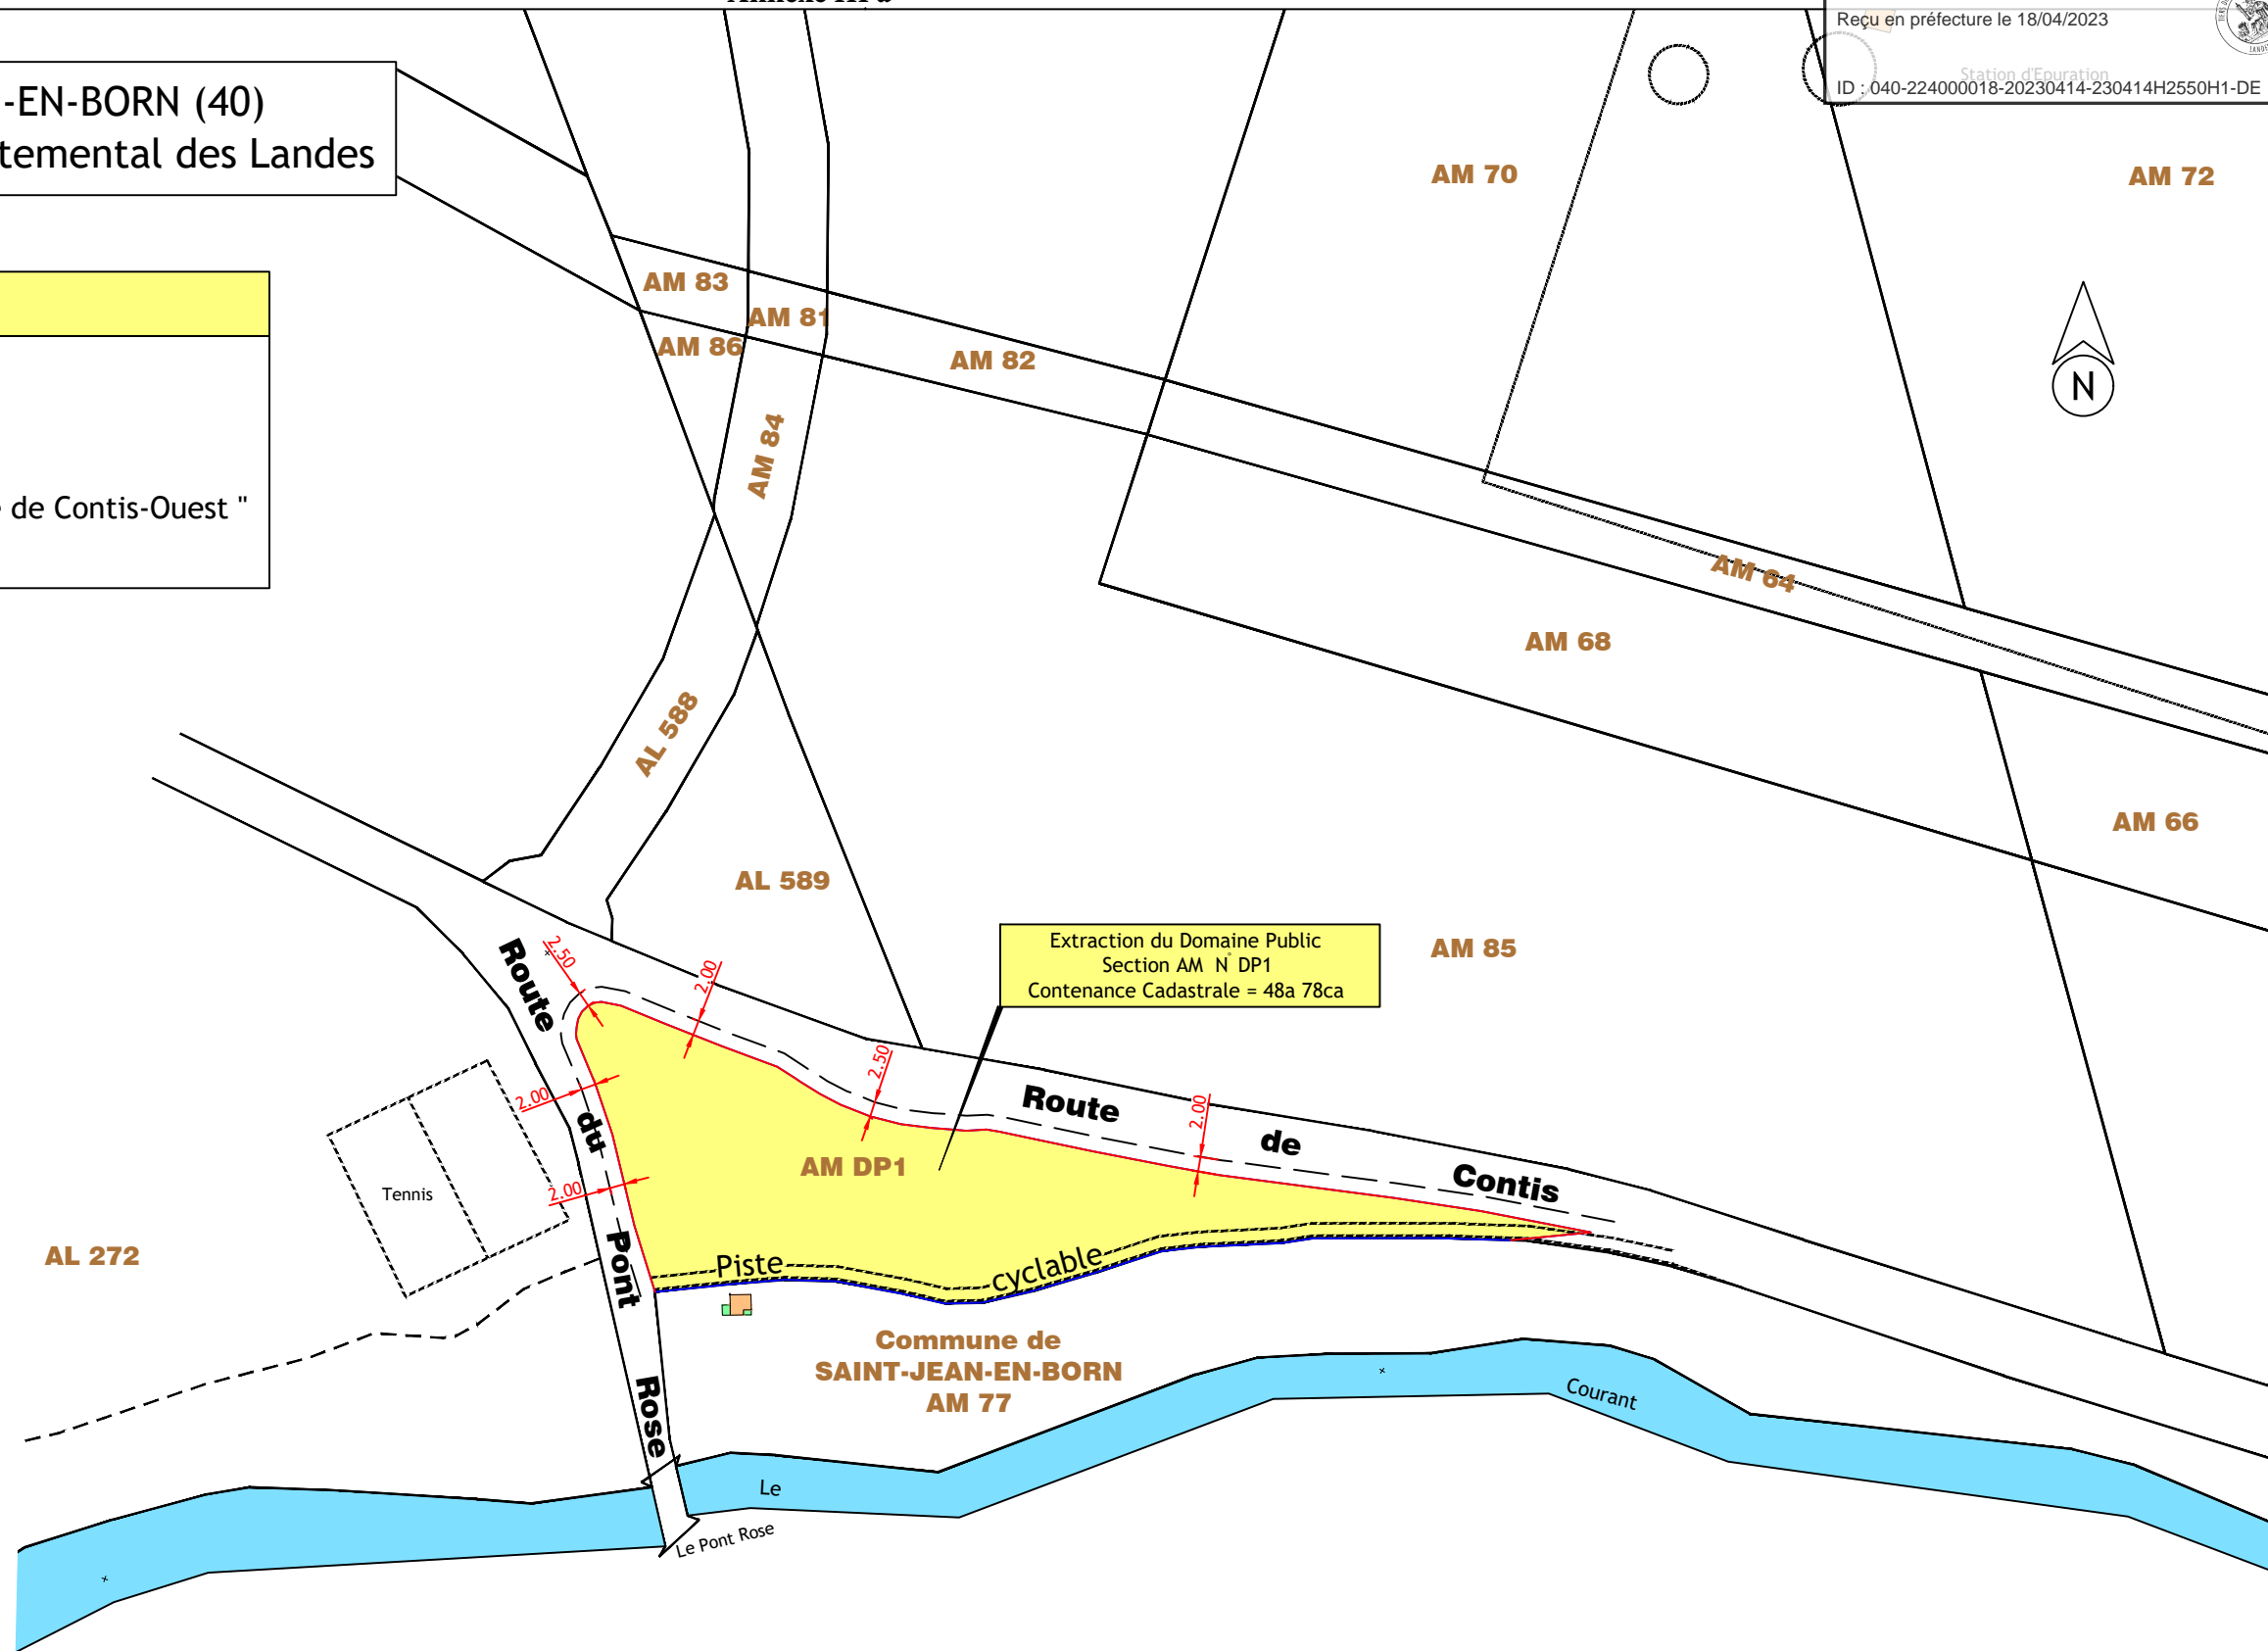 Reçu en préfecture le 18/04/2023
Station d'Epuration
ID : 040-224000018-20230414-230414H2550H1-DE
-EN-BORN (40)
temental des Landes
de Contis-Ouest "
N
AM 70
AM 72
AM 83
AM 81
AM 86
AM 82
AM 84
AM 64
AM 68
AL 588
AM 66
AL 589
AM 85
Extraction du Domaine Public
Section AM N° DP1
Contenance Cadastrale = 48a 78ca
2.50
2.00
2.50
2.00
2.00
2.00
Route du Pont Rose
Route de Contis
AM DP1
Tennis
AL 272
Piste cyclable
Commune de
SAINT-JEAN-EN-BORN
AM 77
Le Courant
Le Pont Rose